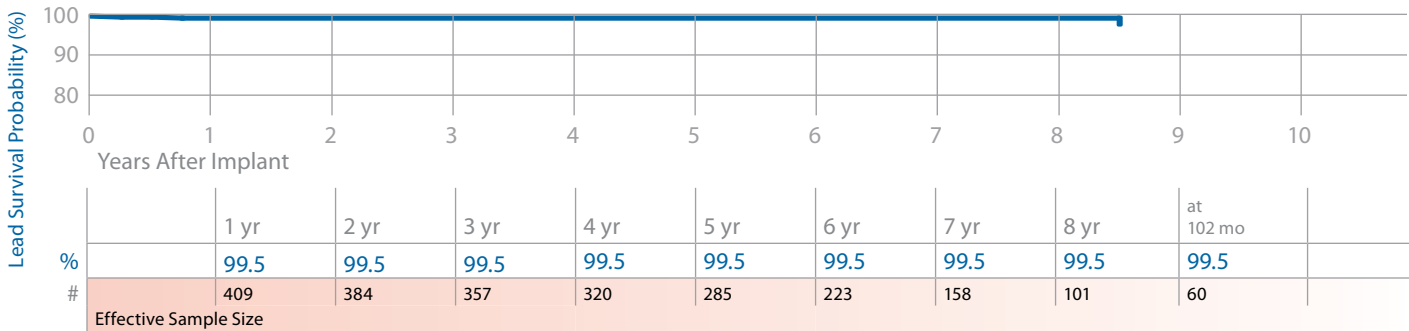 Lead Survival Probability (%)
100
90
80
0 1 2 3 4 5 6 7 8 9 10
Years After Implant
1 yr 2 yr 3 yr 4 yr 5 yr 6 yr 7 yr 8 yr at 102 mo
% 99.5 99.5 99.5 99.5 99.5 99.5 99.5 99.5 99.5
# 409 384 357 320 285 223 158 101 60
Effective Sample Size